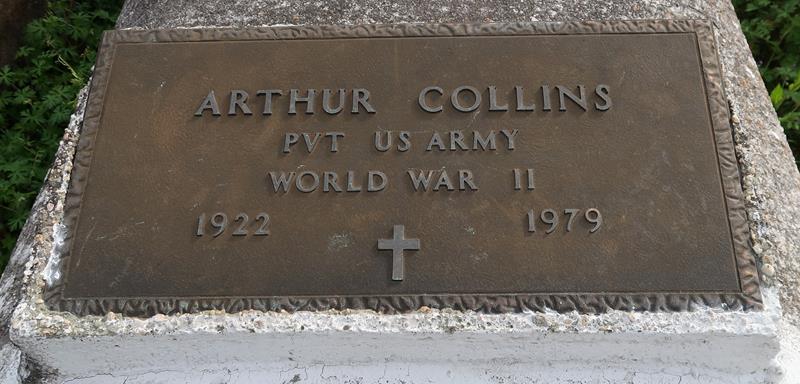 ARTHUR COLLINS
PVT US ARMY
WORLD WAR II
1922 1979